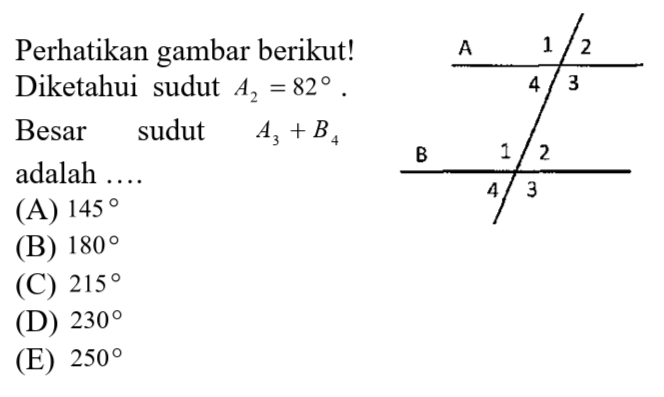 Perhatikan gambar berikut!
Diketahui sudut A₂ = 82° .
Besar sudut A₃ + B₄
adalah ….
(A) 145°
(B) 180°
(C) 215°
(D) 230°
(E) 250°
A 1 2
4 3
B 1 2
4 3